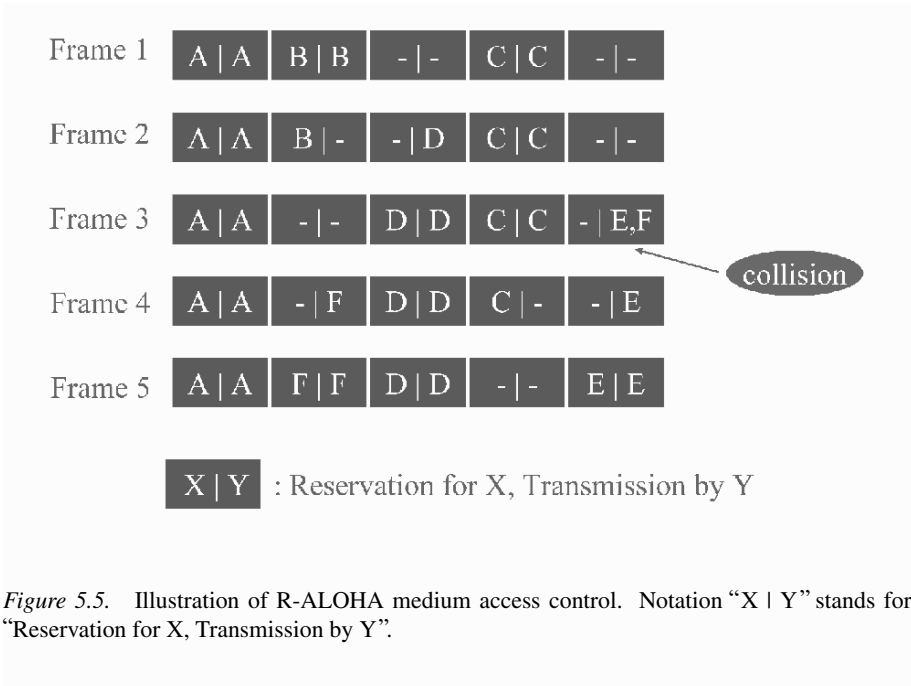 Frame 1 A | A B | B - | - C | C - | -
Frame 2 A | A B | - - | D C | C - | -
Frame 3 A | A - | - D | D C | C - | E,F
collision
Frame 4 A | A - | F D | D C | - - | E
Frame 5 A | A F | F D | D - | - E | E
X | Y : Reservation for X, Transmission by Y
Figure 5.5. Illustration of R-ALOHA medium access control. Notation “X | Y” stands for
“Reservation for X, Transmission by Y”.